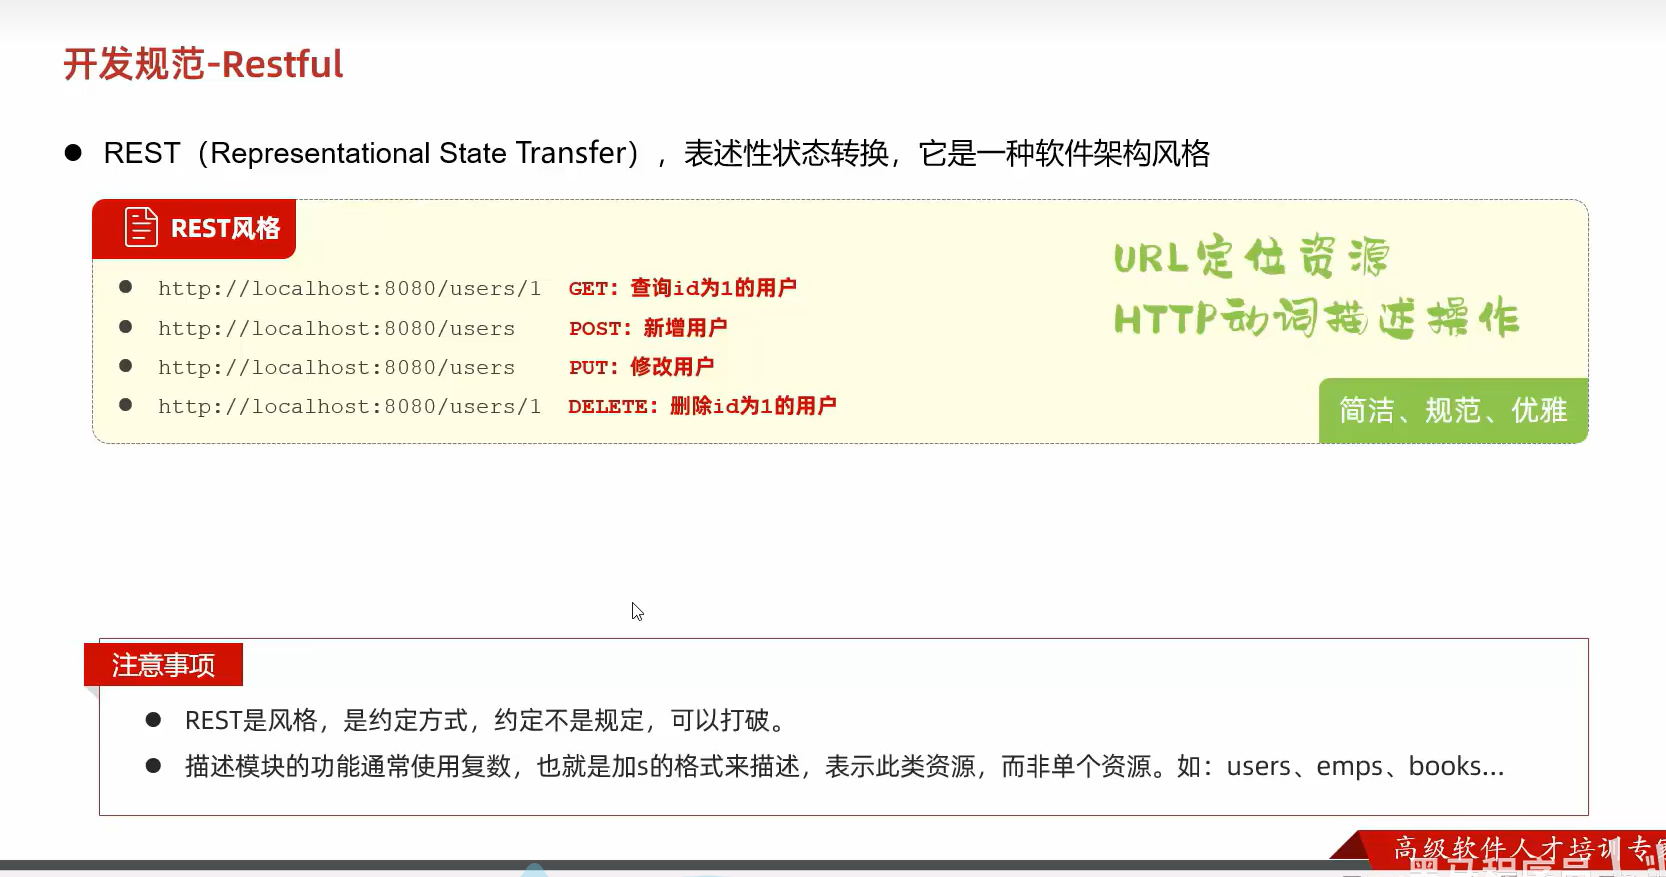 开发规范-Restful
REST（Representational State Transfer），表述性状态转换，它是一种软件架构风格
REST风格
http://localhost:8080/users/1 GET：查询id为1的用户
http://localhost:8080/users POST：新增用户
http://localhost:8080/users PUT：修改用户
http://localhost:8080/users/1 DELETE：删除id为1的用户
URL定位资源
HTTP动词描述操作
简洁、规范、优雅
注意事项
REST是风格，是约定方式，约定不是规定，可以打破。
描述模块的功能通常使用复数，也就是加s的格式来描述，表示此类资源，而非单个资源。如：users、emps、books...
高级软件人才培训专家